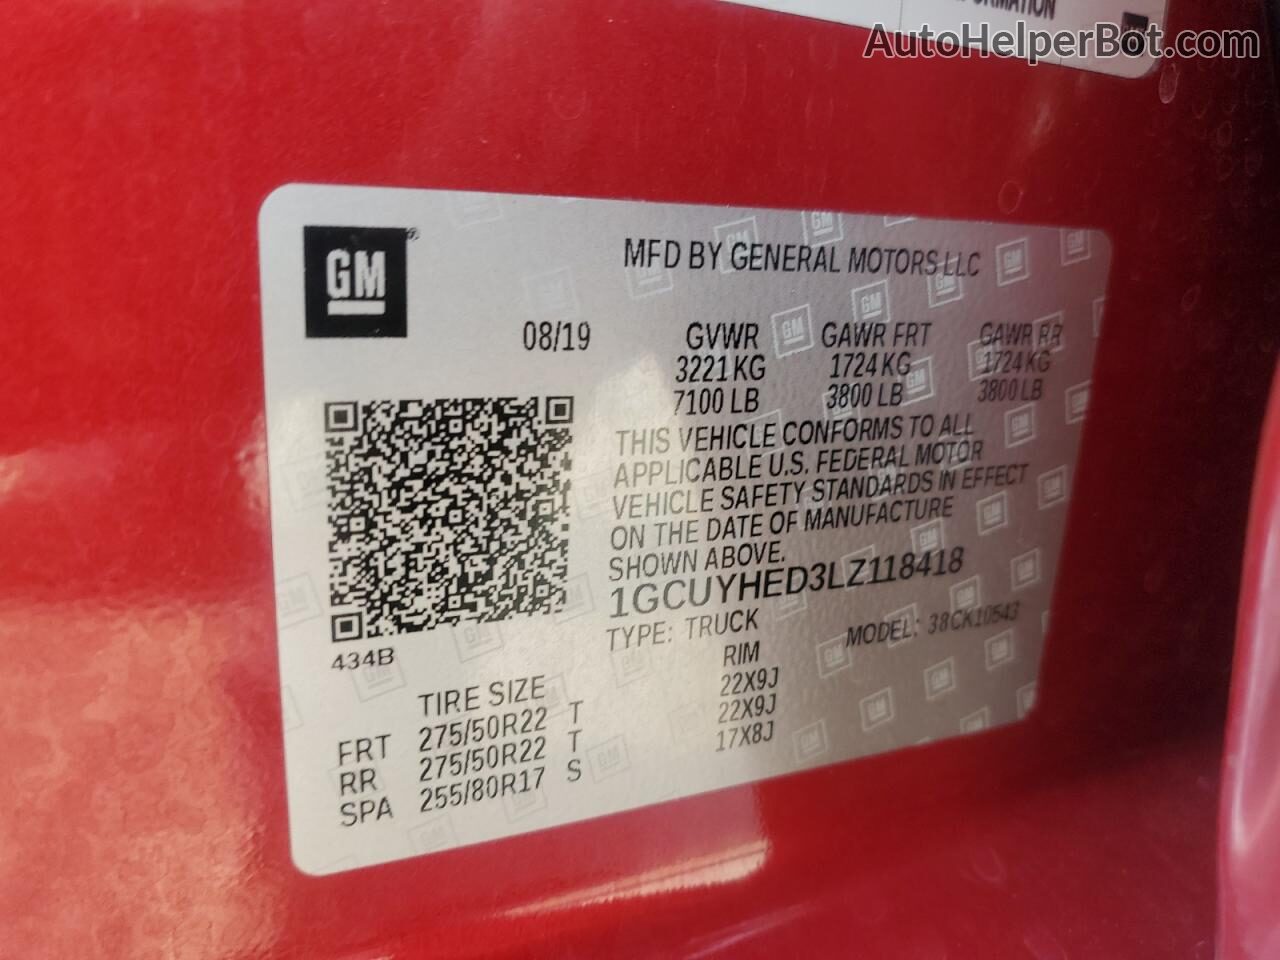 AutoHelperBot.com
GM
MFD BY GENERAL MOTORS LLC
08/19 GVWR GAWR FRT GAWR RR
3221 KG 1724 KG 1724 KG
7100 LB 3800 LB 3800 LB
THIS VEHICLE CONFORMS TO ALL
APPLICABLE U.S. FEDERAL MOTOR
VEHICLE SAFETY STANDARDS IN EFFECT
ON THE DATE OF MANUFACTURE
SHOWN ABOVE.
1GCUYHED3LZ118418
TYPE: TRUCK MODEL: 38CK10543
434B
TIRE SIZE RIM
FRT 275/50R22 T 22X9J
RR 275/50R22 T 22X9J
SPA 255/80R17 S 17X8J